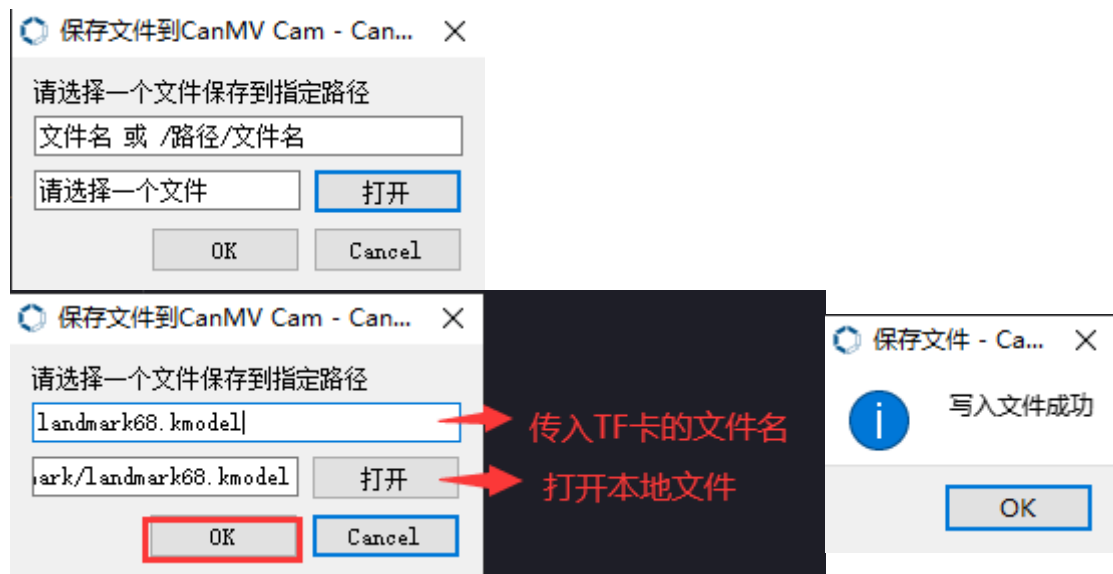 保存文件到CanMV Cam - Can...
请选择一个文件保存到指定路径
文件名 或 /路径/文件名
请选择一个文件 打开
OK Cancel
保存文件到CanMV Cam - Can...
请选择一个文件保存到指定路径
landmark68.kmodel
传入TF卡的文件名
ark/landmark68.kmodel 打开
打开本地文件
OK Cancel
保存文件 - Ca...
写入文件成功
OK